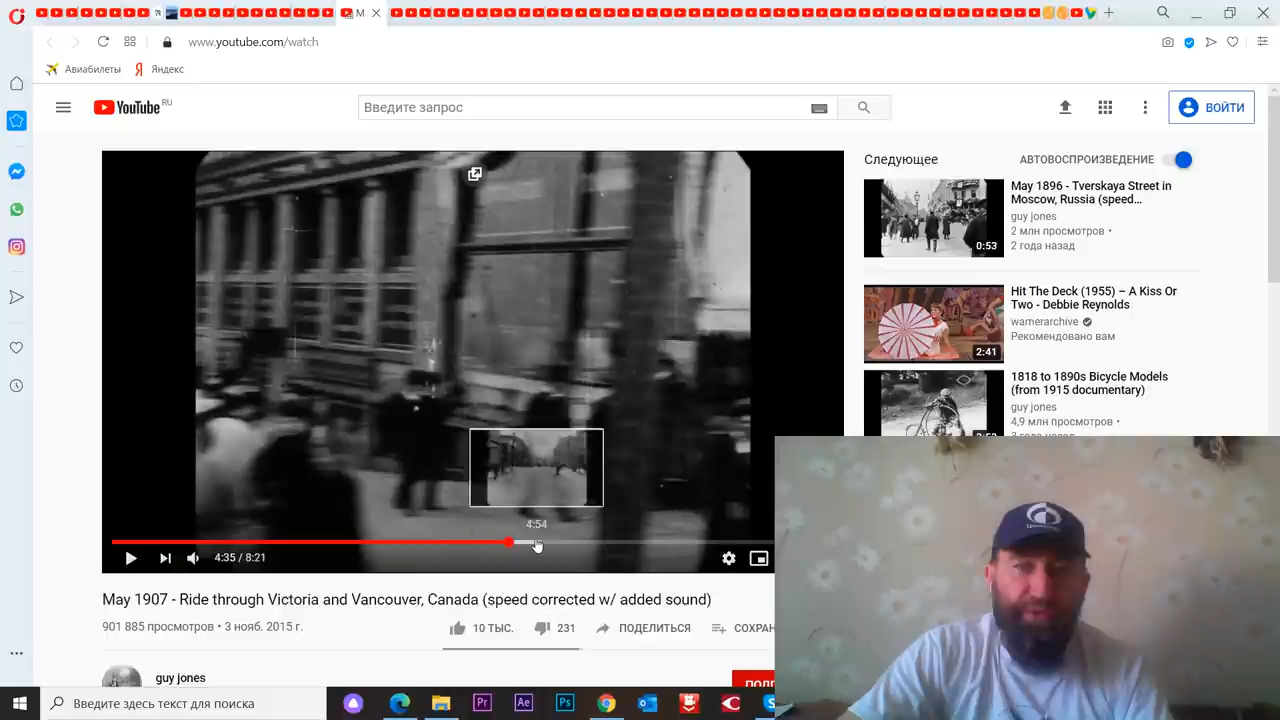 M
www.youtube.com/watch
Авиабилеты
Яндекс
YouTube RU
Введите запрос
ВОЙТИ
Следующее
АВТОВОСПРОИЗВЕДЕНИЕ
May 1896 - Tverskaya Street in
Moscow, Russia (speed...
guy jones
2 млн просмотров •
2 года назад
0:53
Hit The Deck (1955) – A Kiss Or
Two - Debbie Reynolds
warnerarchive
Рекомендовано вам
2:41
1818 to 1890s Bicycle Models
(from 1915 documentary)
guy jones
4,9 млн просмотров •
4:54
4:35 / 8:21
May 1907 - Ride through Victoria and Vancouver, Canada (speed corrected w/ added sound)
901 885 просмотров • 3 нояб. 2015 г.
10 ТЫС.
231
ПОДЕЛИТЬСЯ
СОХРАН
guy jones
Введите здесь текст для поиска
Pr
Ae
Ps